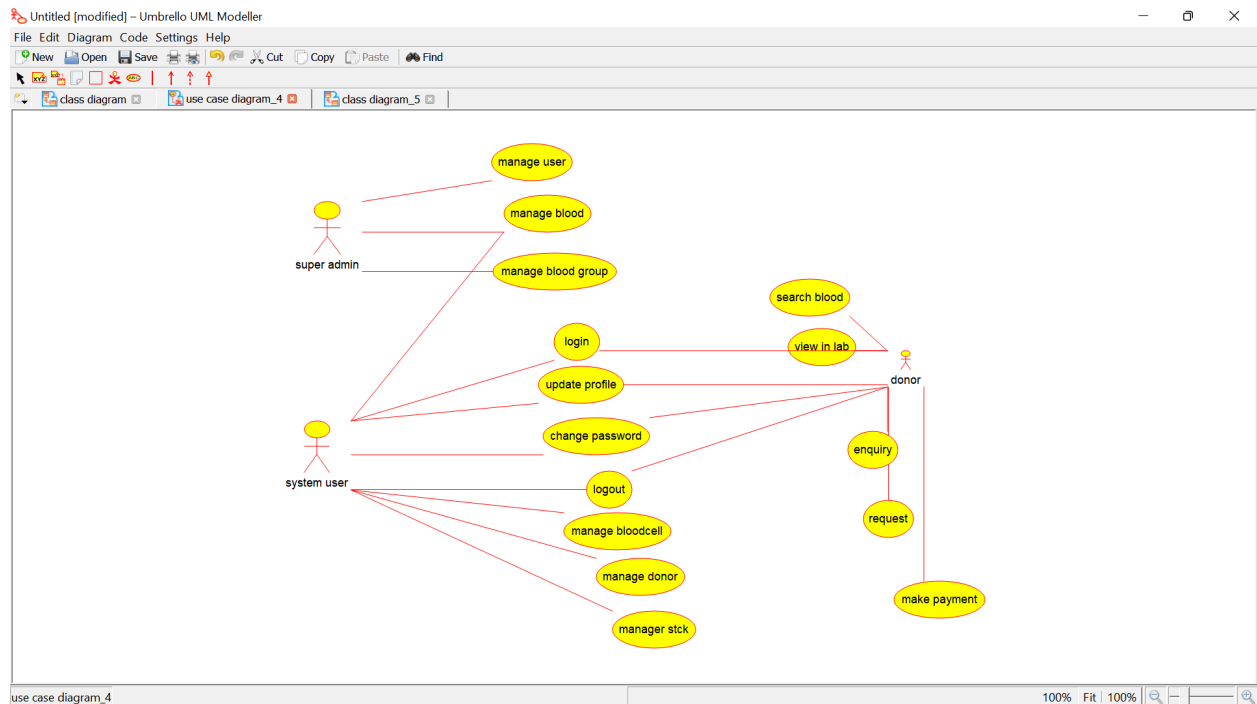 Untitled [modified] – Umbrello UML Modeller
File Edit Diagram Code Settings Help
New Open Save Cut Copy Paste Find
XYZ ABC
class diagram use case diagram_4 class diagram_5
manage user
manage blood
super admin
manage blood group
search blood
login
view in lab
donor
update profile
change password
enquiry
system user
logout
request
manage bloodcell
manage donor
make payment
manager stck
use case diagram_4
100% Fit 100%